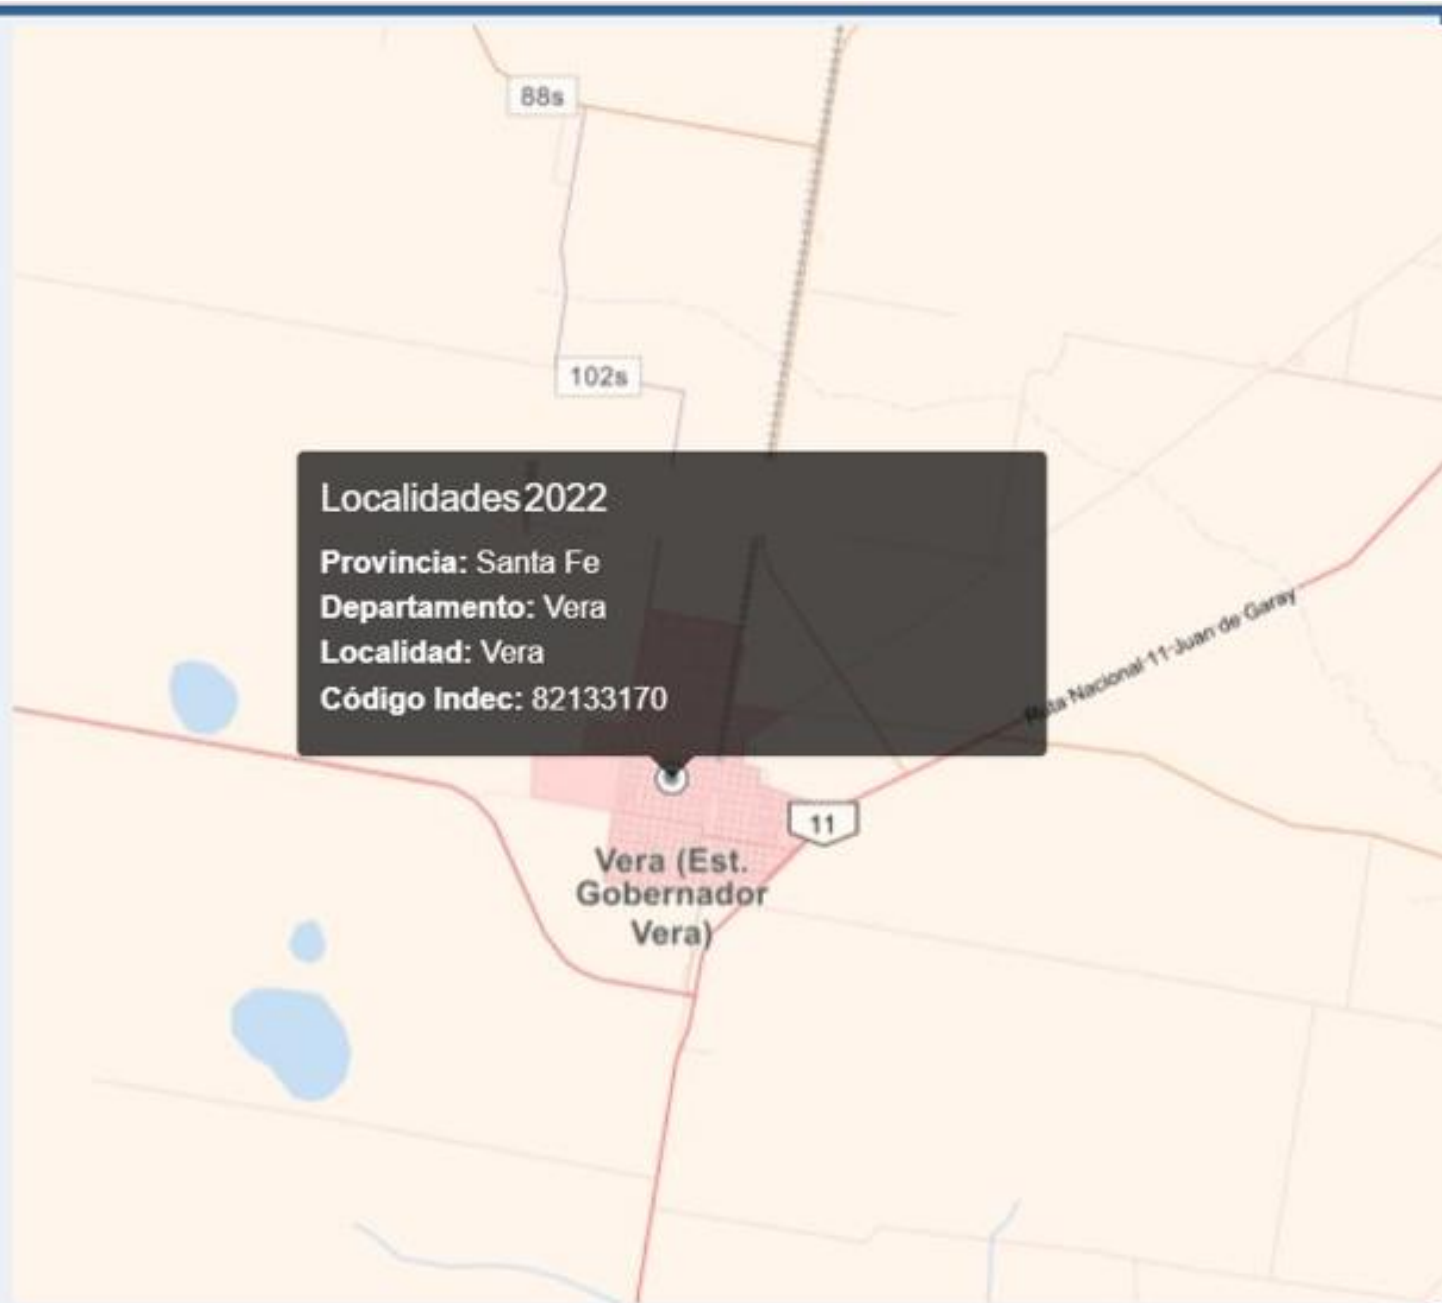 88s
102s
Localidades2022
Provincia: Santa Fe
Departamento: Vera
Localidad: Vera
Código Indec: 82133170
Ruta Nacional 11 Juan de Garay
11
Vera (Est.
Gobernador
Vera)